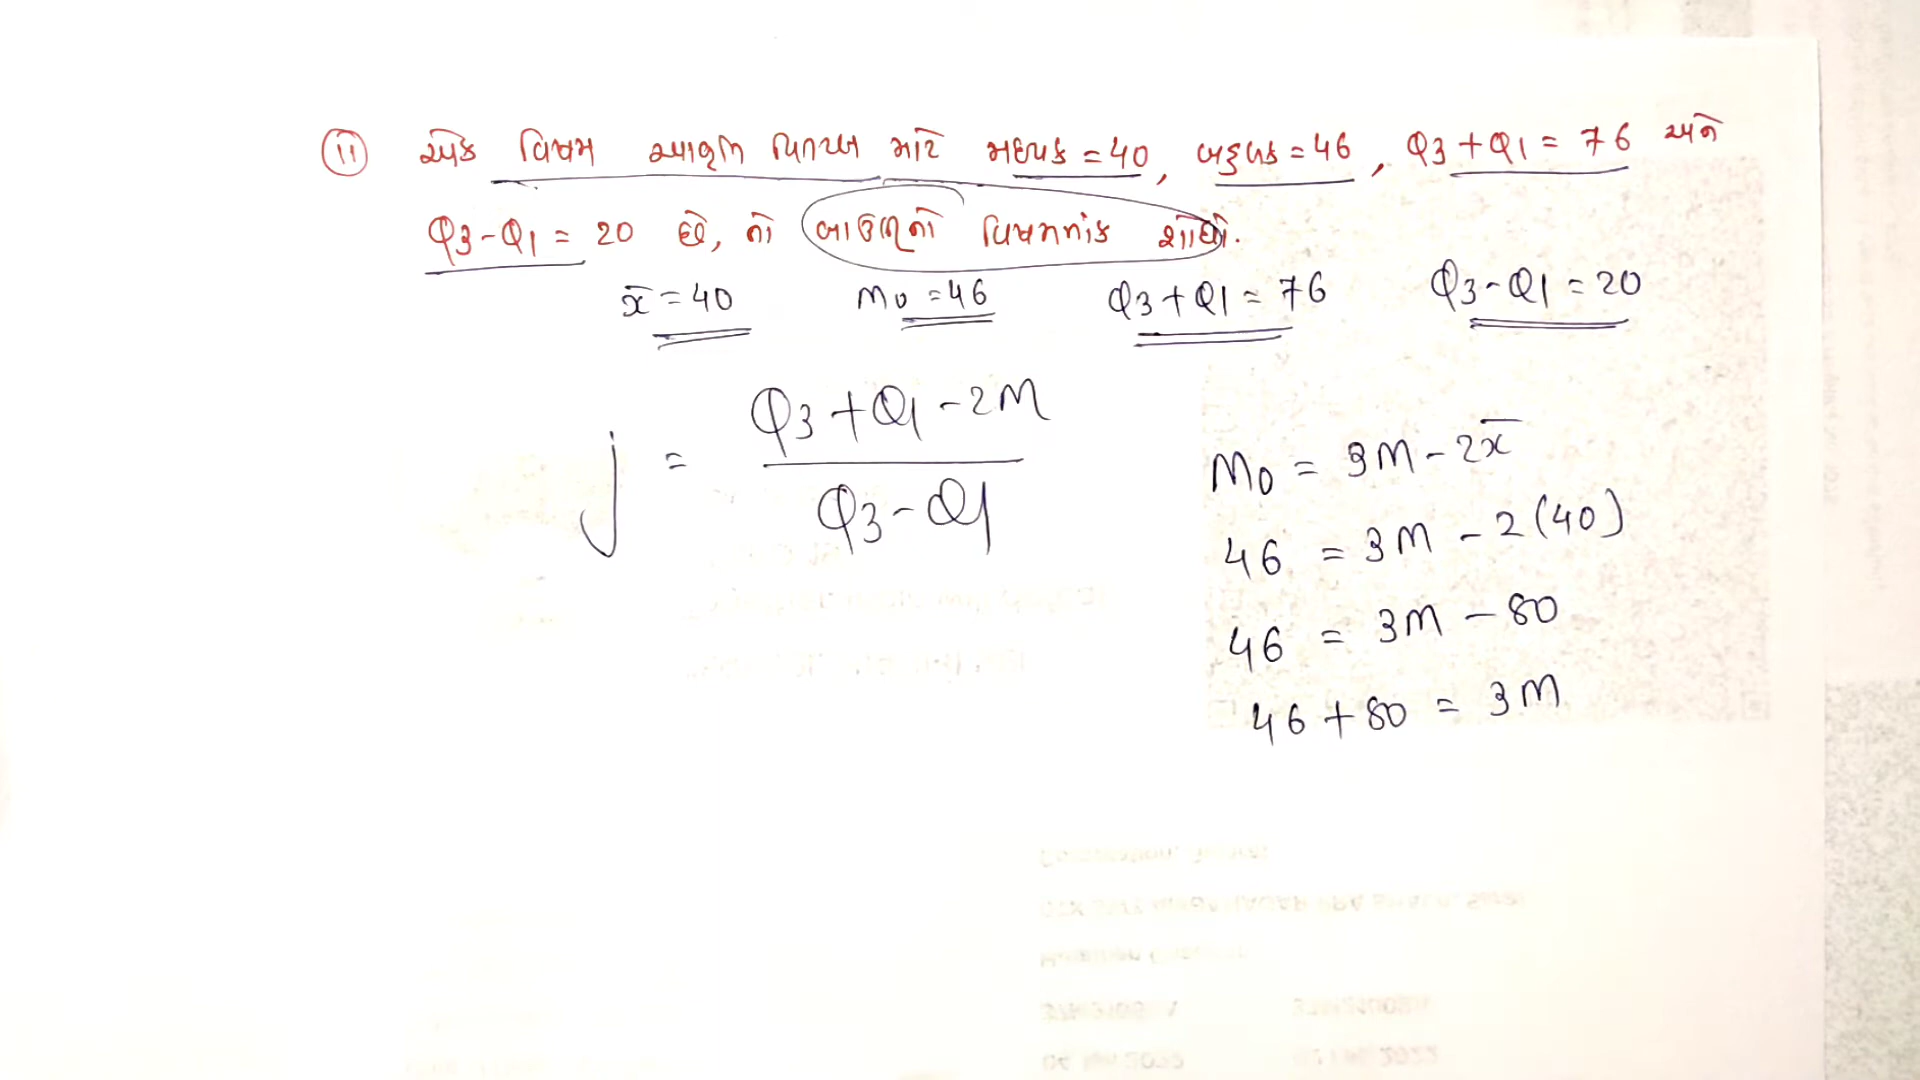 (11) એક વિષમ આવૃત્તિ વિતરણ માટે મધ્યક = 40, બહુલક = 46, Q3 + Q1 = 76 અને
Q3 - Q1 = 20 છે, તો બાઉલીનો વિષમતાંક શોધો.
x̄ = 40 M0 = 46 Q3 + Q1 = 76 Q3 - Q1 = 20
j = (Q3 + Q1 - 2M) / (Q3 - Q1)
M0 = 3M - 2x̄
46 = 3M - 2(40)
46 = 3M - 80
46 + 80 = 3M